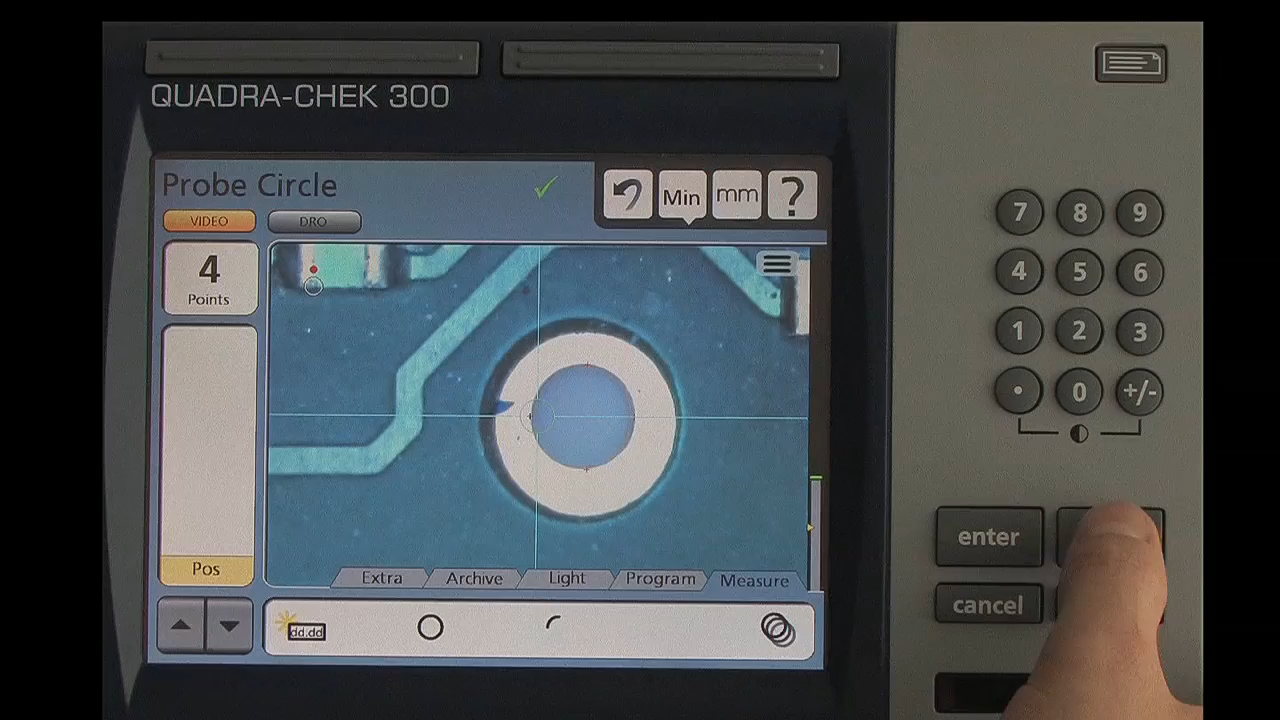 QUADRA-CHEK 300
Probe Circle
Min
mm
?
VIDEO
DRO
4
Points
Pos
Extra
Archive
Light
Program
Measure
dd.dd
7 8 9
4 5 6
1 2 3
. 0 +/-
enter
cancel